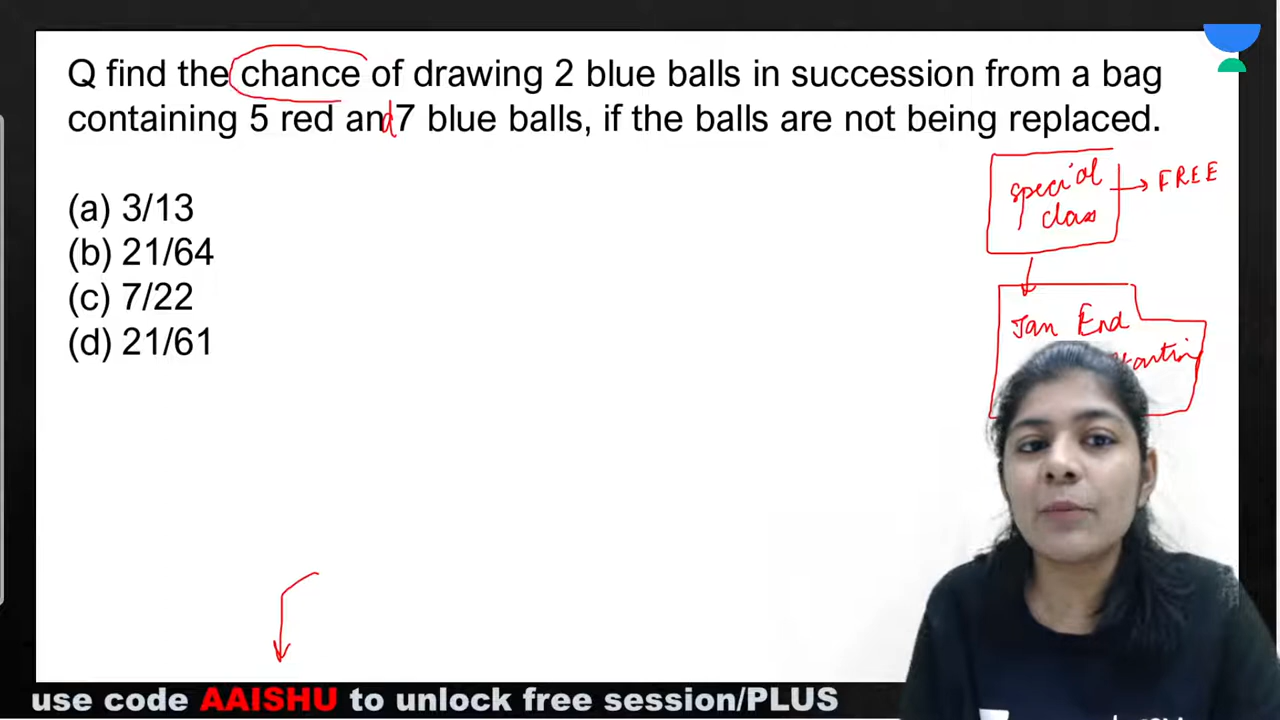 Q find the chance of drawing 2 blue balls in succession from a bag
containing 5 red and 7 blue balls, if the balls are not being replaced.
(a) 3/13
(b) 21/64
(c) 7/22
(d) 21/61
special
class
→ FREE
Jan End
use code AAISHU to unlock free session/PLUS